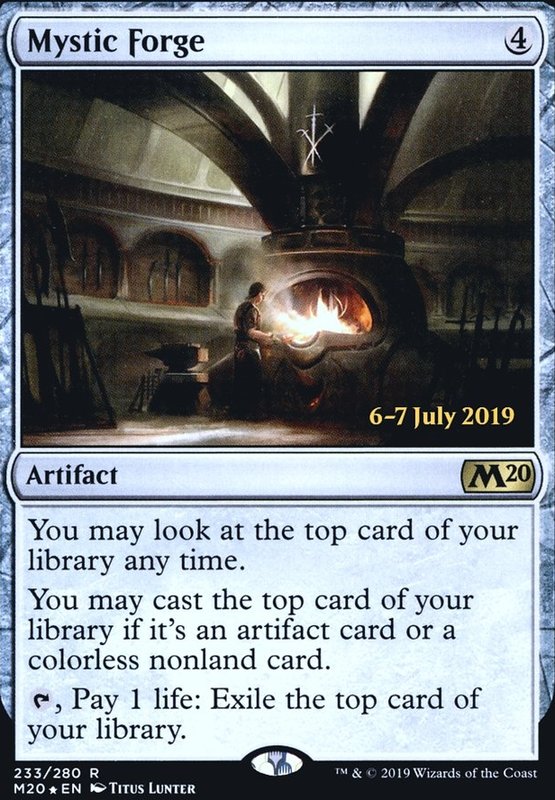 Mystic Forge 4
6–7 July 2019
Artifact M20
You may look at the top card of your
library any time.
You may cast the top card of your
library if it's an artifact card or a
colorless nonland card.
, Pay 1 life: Exile the top card of
your library.
233/280 R
M20★EN Titus Lunter
™ & © 2019 Wizards of the Coast